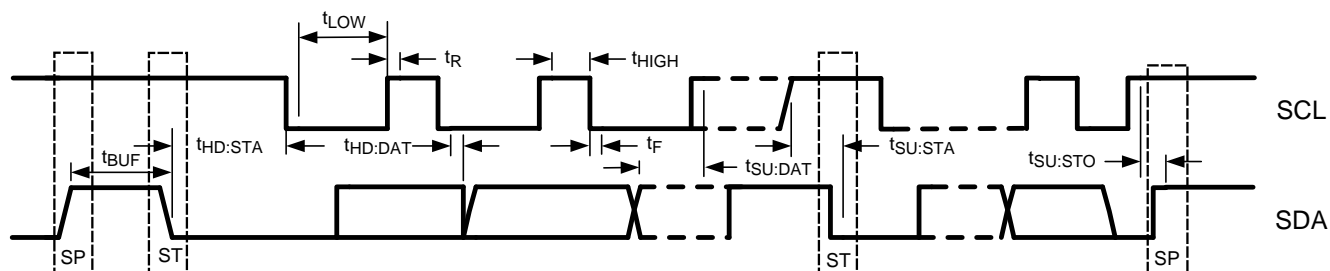 tLOW
tR
tHIGH
SCL
tHD:STA
tHD:DAT
tF
tSU:DAT
tSU:STA
tSU:STO
tBUF
SDA
SP
ST
ST
SP